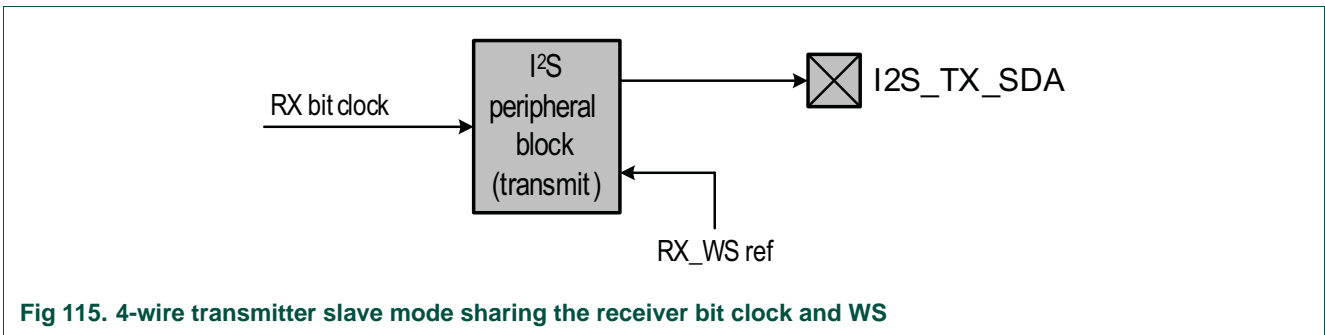 I²S
peripheral
block
(transmit)
RX bit clock
I2S_TX_SDA
RX_WS ref
Fig 115. 4-wire transmitter slave mode sharing the receiver bit clock and WS